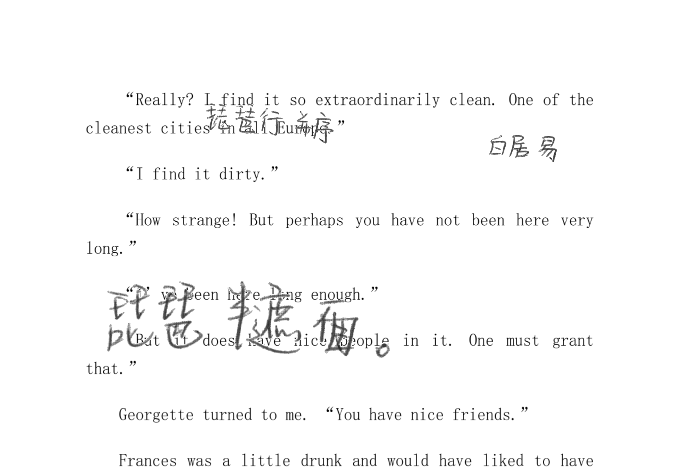 “Really? I find it so extraordinarily clean. One of the
琵琶行 并序
cleanest cities in all Europe.”
白居易
“I find it dirty.”
“How strange! But perhaps you have not been here very
long.”
“I’ve been here long enough.”
琵琶半遮面。
“But it does have nice people in it. One must grant
that.”
Georgette turned to me. “You have nice friends.”
Frances was a little drunk and would have liked to have